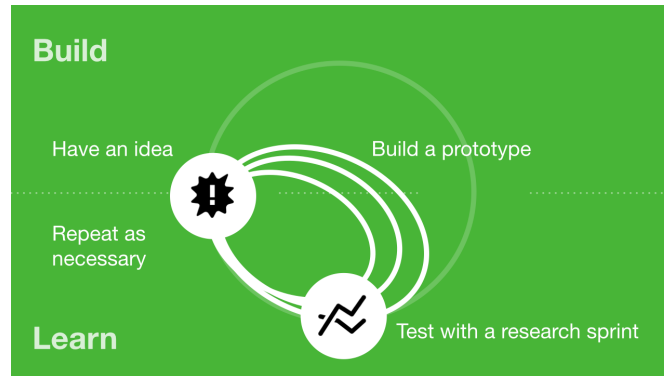 Build
Have an idea
Build a prototype
Repeat as
necessary
Learn
Test with a research sprint